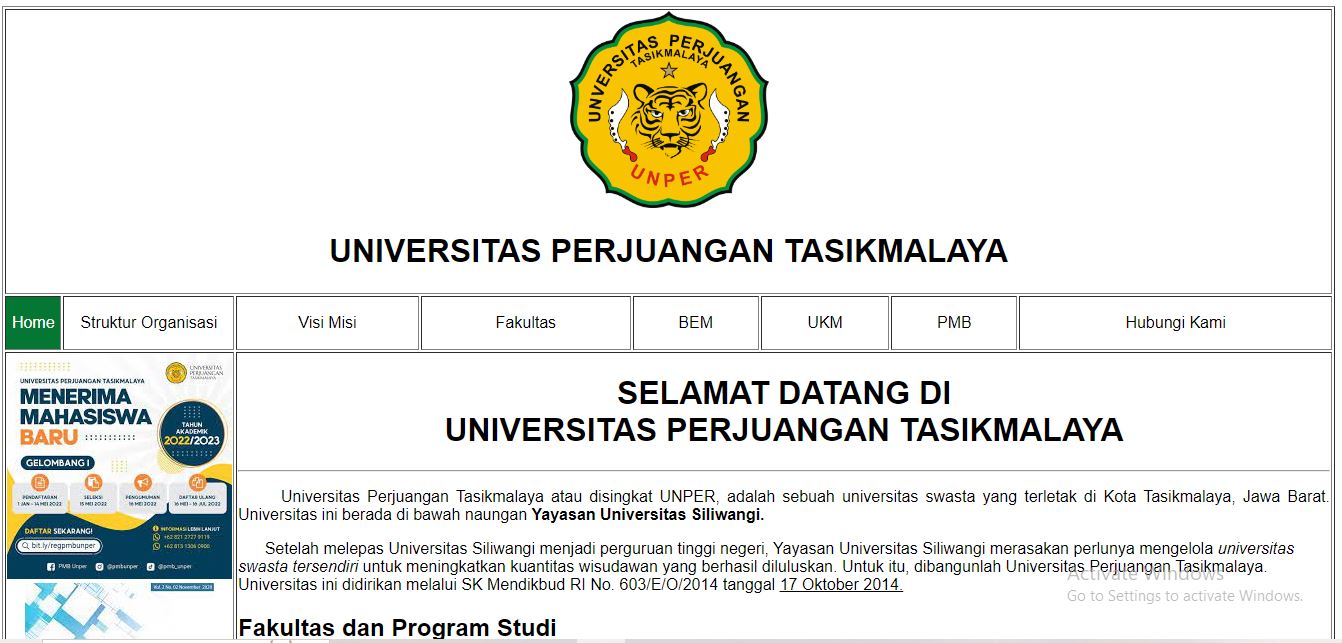 UNIVERSITAS PERJUANGAN
TASIKMALAYA
UNPER
UNIVERSITAS PERJUANGAN TASIKMALAYA
Home
Struktur Organisasi
Visi Misi
Fakultas
BEM
UKM
PMB
Hubungi Kami
UNIVERSITAS
PERJUANGAN
TASIKMALAYA
UNIVERSITAS PERJUANGAN TASIKMALAYA
MENERIMA
MAHASISWA
BARU
TAHUN
AKADEMIK
2022/2023
GELOMBANG I
PENDAFTARAN
1 JAN - 14 MEI 2022
SELEKSI
15 MEI 2022
PENGUMUMAN
16 MEI 2022
DAFTAR ULANG
16 MEI - 16 JUL 2022
DAFTAR SEKARANG!
bit.ly/regpmbunper
INFORMASI LEBIH LANJUT
+62 821 2727 9119
+62 813 1306 0900
PMB Unper
@pmbunper
@pmb_unper
Vol. 2 No. 02 November 2020
SELAMAT DATANG DI
UNIVERSITAS PERJUANGAN TASIKMALAYA
Universitas Perjuangan Tasikmalaya atau disingkat UNPER, adalah sebuah universitas swasta yang terletak di Kota Tasikmalaya, Jawa Barat.
Universitas ini berada di bawah naungan Yayasan Universitas Siliwangi.
Setelah melepas Universitas Siliwangi menjadi perguruan tinggi negeri, Yayasan Universitas Siliwangi merasakan perlunya mengelola universitas
swasta tersendiri untuk meningkatkan kuantitas wisudawan yang berhasil diluluskan. Untuk itu, dibangunlah Universitas Perjuangan Tasikmalaya.
Universitas ini didirikan melalui SK Mendikbud RI No. 603/E/O/2014 tanggal 17 Oktober 2014.
Activate Windows
Go to Settings to activate Windows.
Fakultas dan Program Studi